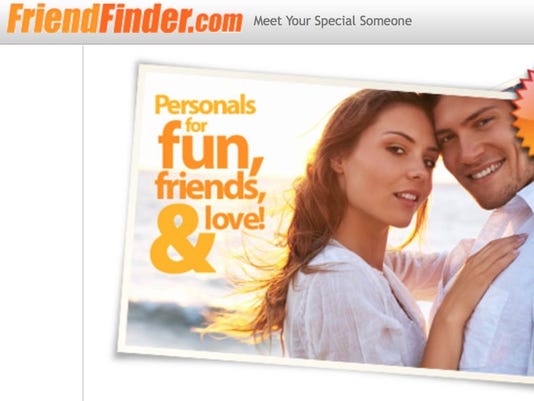 FriendFinder.com Meet Your Special Someone
Personals
for
fun,
friends,
& love!